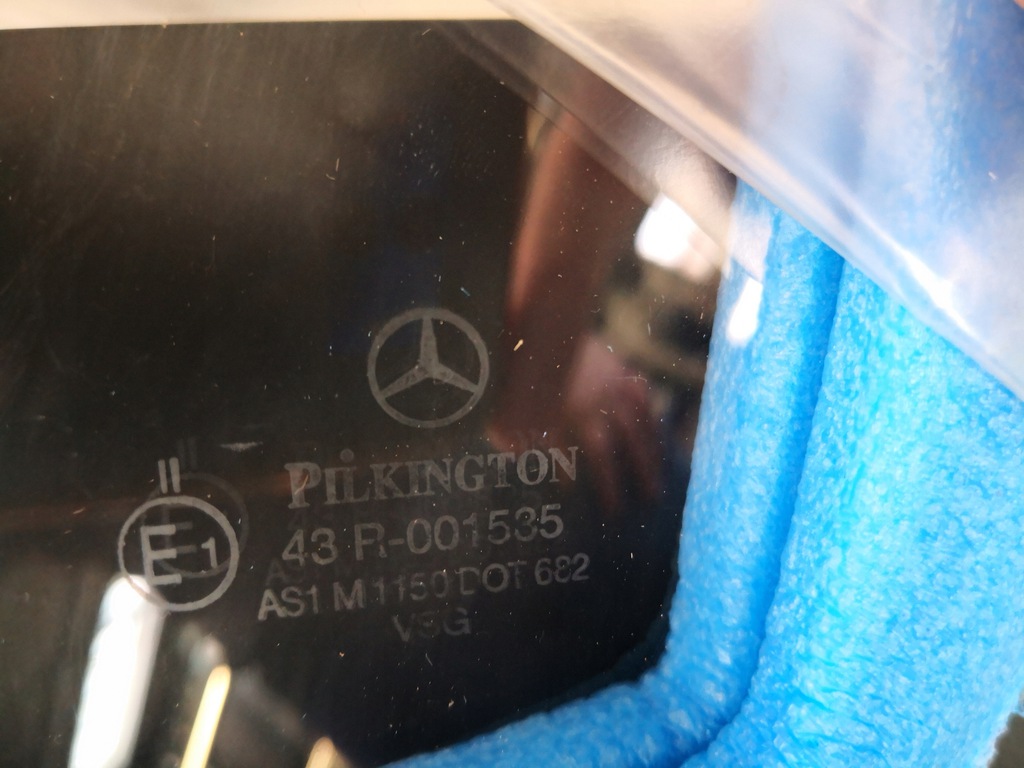 PILKINGTON
II
E1
43 R-001535
AS1 M1150 DOT 682
VSG